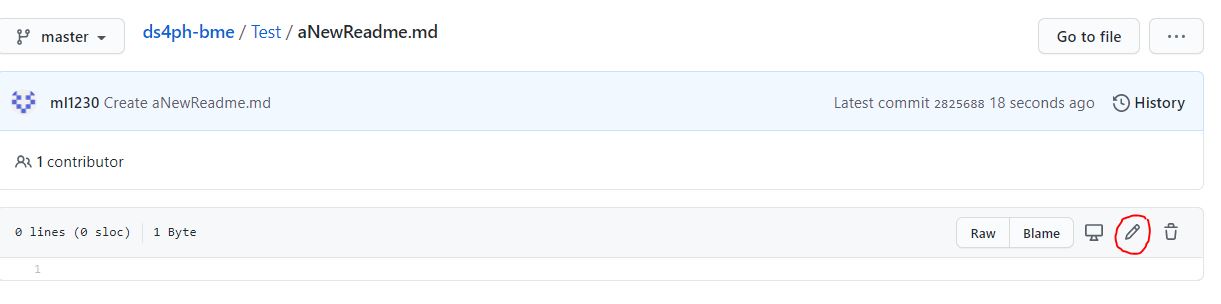 master ds4ph-bme / Test / aNewReadme.md Go to file ...
ml1230 Create aNewReadme.md Latest commit 2825688 18 seconds ago History
1 contributor
0 lines (0 sloc) 1 Byte Raw Blame
1